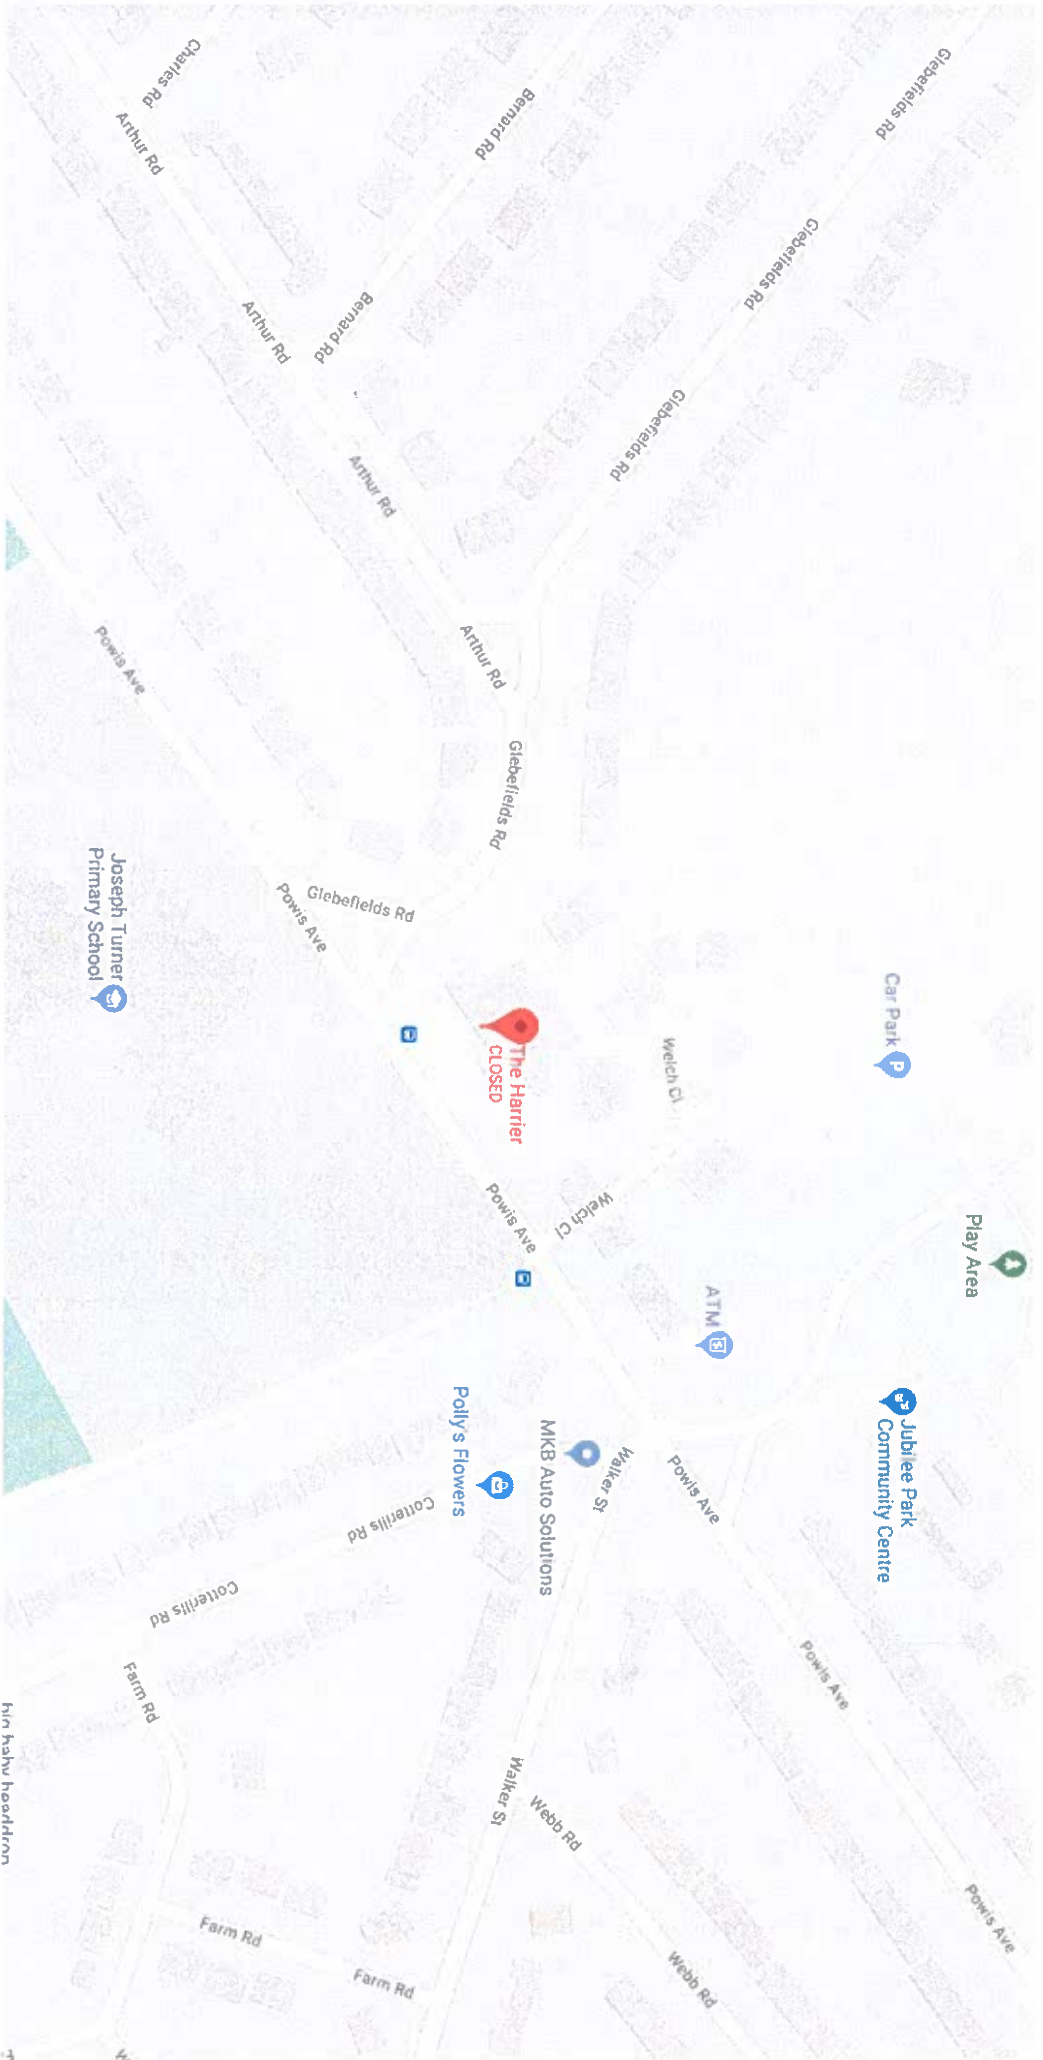 Charles Rd
Arthur Rd
Bernard Rd
Glebefields Rd
Glebefields Rd
Arthur Rd
Bernard Rd
Glebefields Rd
Arthur Rd
Arthur Rd
Powis Ave
Glebefields Rd
Glebefields Rd
Powis Ave
Joseph Turner
Primary School
The Harrier
CLOSED
Welch Cl
Car Park
P
Play Area
Powis Ave
Welch Cl
ATM
Jubilee Park
Community Centre
Polly's Flowers
MKB Auto Solutions
Walker St
Powis Ave
Cotterills Rd
Cotterills Rd
Farm Rd
Powis Ave
Walker St
Webb Rd
Powis Ave
Farm Rd
Farm Rd
Webb Rd